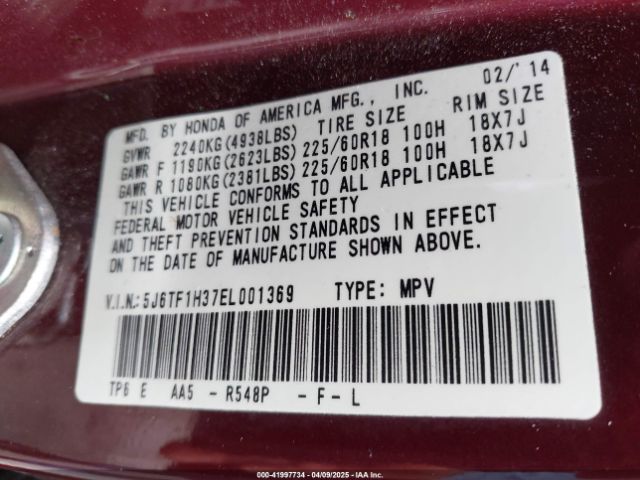 MFD. BY HONDA OF AMERICA MFG., INC. 02/'14
GVWR 2240KG(4938LBS) TIRE SIZE RIM SIZE
GAWR F 1190KG(2623LBS) 225/60R18 100H 18X7J
GAWR R 1080KG(2381LBS) 225/60R18 100H 18X7J
THIS VEHICLE CONFORMS TO ALL APPLICABLE
FEDERAL MOTOR VEHICLE SAFETY
AND THEFT PREVENTION STANDARDS IN EFFECT
ON THE DATE OF MANUFACTURE SHOWN ABOVE.
V.I.N.: 5J6TF1H37EL001369 TYPE: MPV
TP6 E AA5 - R548P - F - L
000-41997734 - 04/09/2025 - IAA Inc.